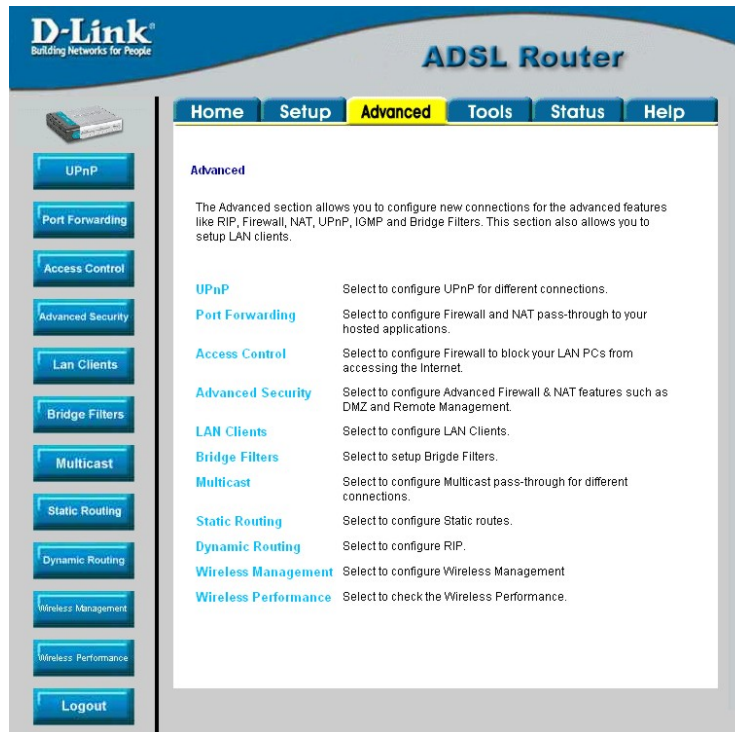 D-Link
Building Networks for People
ADSL Router
Home Setup Advanced Tools Status Help
UPnP
Port Forwarding
Access Control
Advanced Security
Lan Clients
Bridge Filters
Multicast
Static Routing
Dynamic Routing
Wireless Management
Wireless Performance
Logout
Advanced
The Advanced section allows you to configure new connections for the advanced features
like RIP, Firewall, NAT, UPnP, IGMP and Bridge Filters. This section also allows you to
setup LAN clients.
UPnP Select to configure UPnP for different connections.
Port Forwarding Select to configure Firewall and NAT pass-through to your
hosted applications.
Access Control Select to configure Firewall to block your LAN PCs from
accessing the Internet.
Advanced Security Select to configure Advanced Firewall & NAT features such as
DMZ and Remote Management.
LAN Clients Select to configure LAN Clients.
Bridge Filters Select to setup Brigde Filters.
Multicast Select to configure Multicast pass-through for different
connections.
Static Routing Select to configure Static routes.
Dynamic Routing Select to configure RIP.
Wireless Management Select to configure Wireless Management
Wireless Performance Select to check the Wireless Performance.